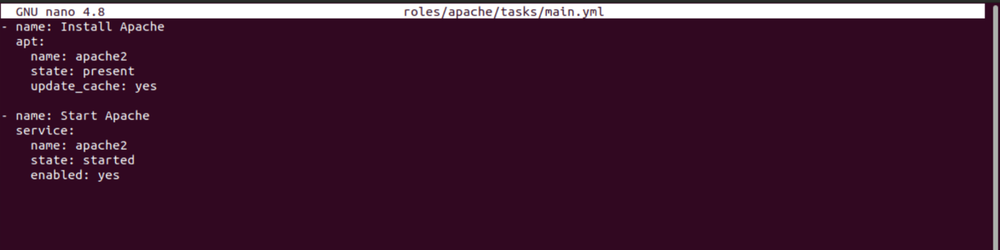 GNU nano 4.8 roles/apache/tasks/main.yml
- name: Install Apache
  apt:
    name: apache2
    state: present
    update_cache: yes

- name: Start Apache
  service:
    name: apache2
    state: started
    enabled: yes